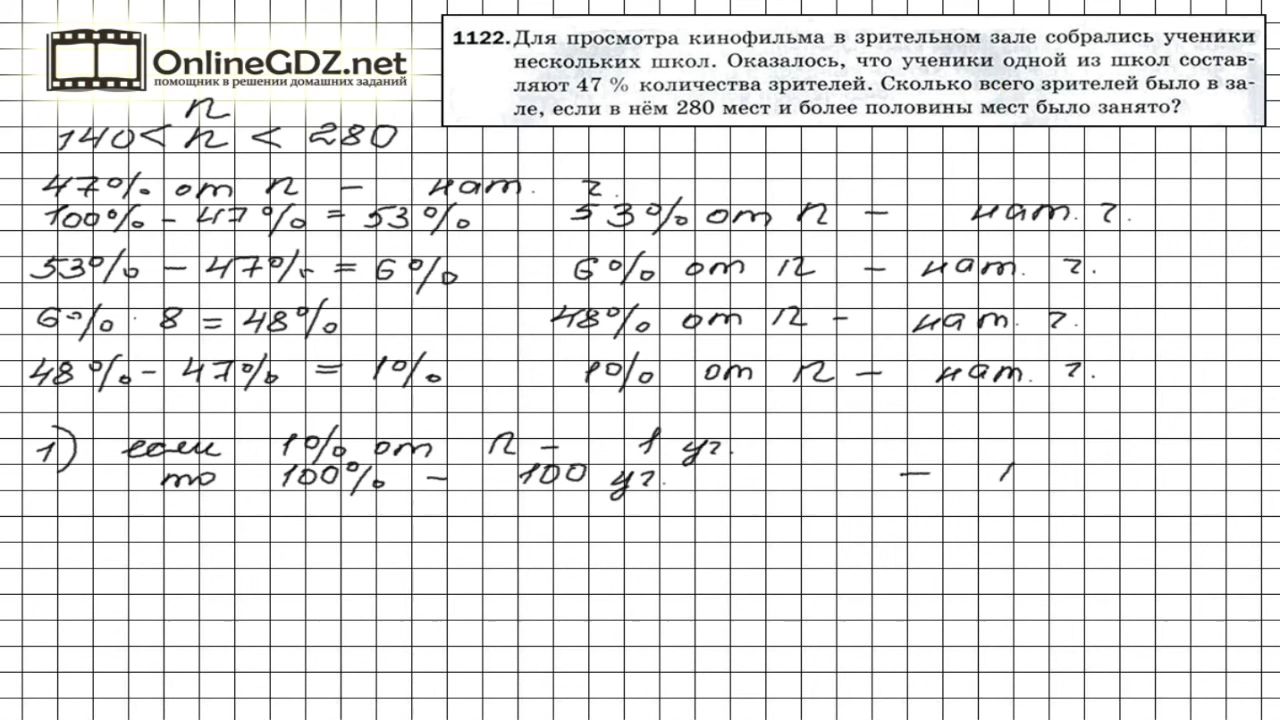 OnlineGDZ.net
помощник в решении домашних заданий
1122. Для просмотра кинофильма в зрительном зале собрались ученики
нескольких школ. Оказалось, что ученики одной из школ состав-
ляют 47 % количества зрителей. Сколько всего зрителей было в за-
ле, если в нём 280 мест и более половины мест было занято?
n
140 < n < 280
47% от n - нат. ч.
100% - 47% = 53% 53% от n - нат. ч.
53% - 47% = 6% 6% от n - нат. ч.
6% · 8 = 48% 48% от n - нат. ч.
48% - 47% = 1% 1% от n - нат. ч.
1) если 1% от n - 1 уч.
то 100% - 100 уч. -